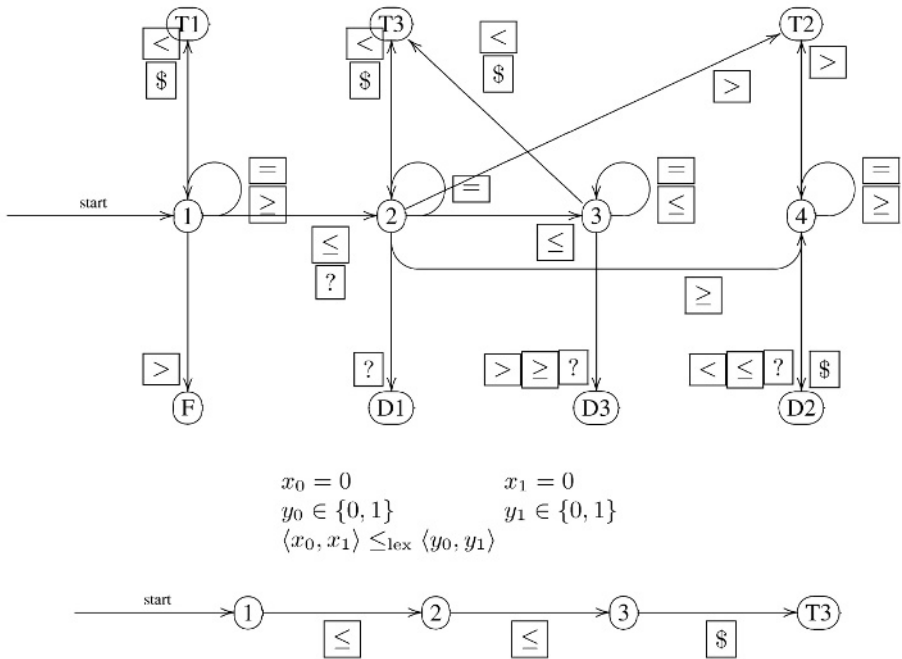 T1 T3 T2
< < < >
$ $ $ >
= = = =
≥ ≤ ≥
start 1 2 3 4
≤ ≤
? ≥
> ? > ≥ ? < ≤ ? $
F D1 D3 D2
x₀ = 0 x₁ = 0
y₀ ∈ {0, 1} y₁ ∈ {0, 1}
⟨x₀, x₁⟩ ≤lex ⟨y₀, y₁⟩
start 1 2 3 T3
≤ ≤ $